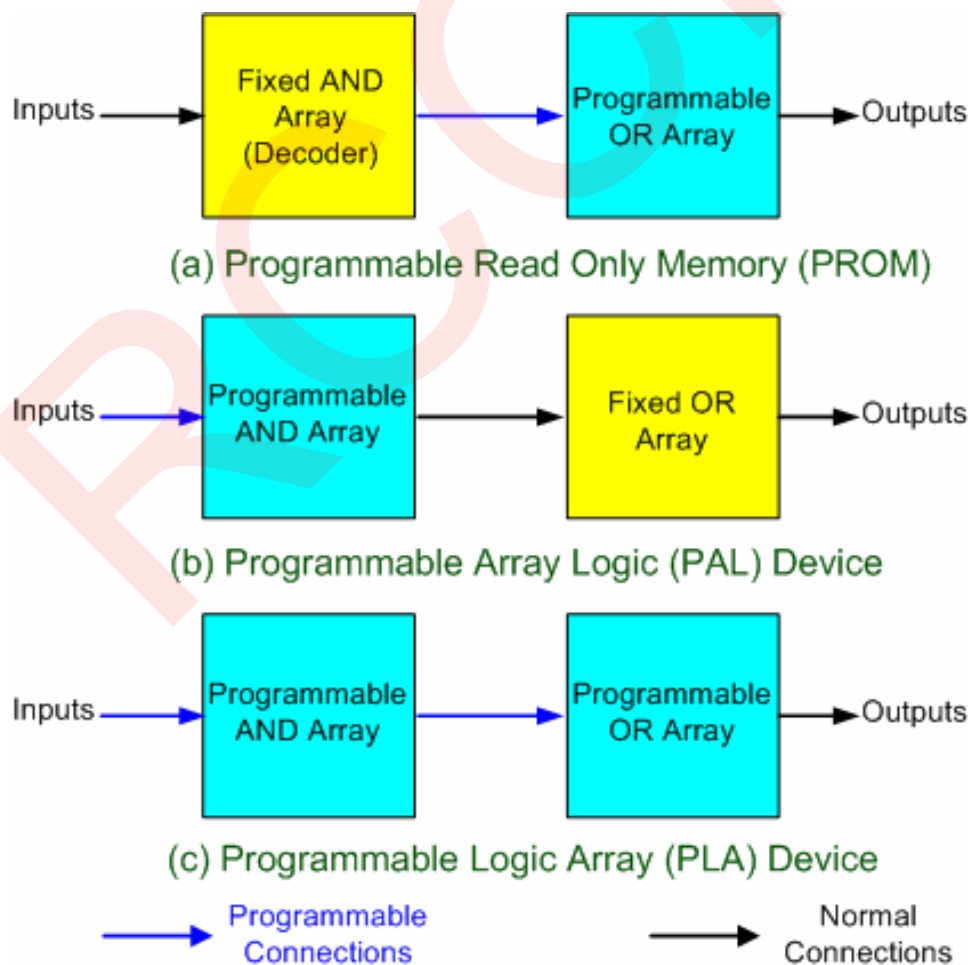 Inputs
Fixed AND
Array
(Decoder)
Programmable
OR Array
Outputs
(a) Programmable Read Only Memory (PROM)
Inputs
Programmable
AND Array
Fixed OR
Array
Outputs
(b) Programmable Array Logic (PAL) Device
Inputs
Programmable
AND Array
Programmable
OR Array
Outputs
(c) Programmable Logic Array (PLA) Device
Programmable
Connections
Normal
Connections